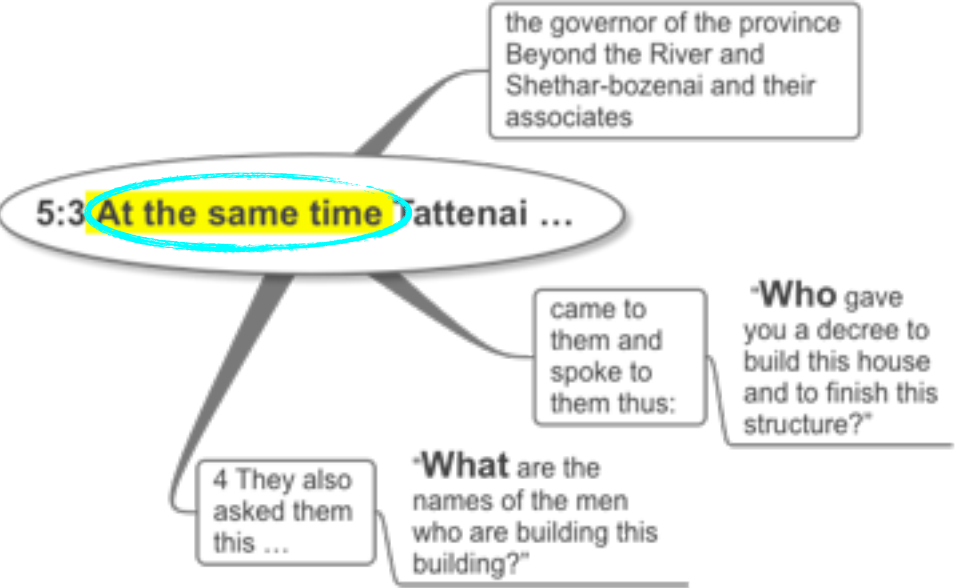 the governor of the province
Beyond the River and
Shethar-bozenai and their
associates
5:3 At the same time Tattenai …
came to
them and
spoke to
them thus:
“Who gave
you a decree to
build this house
and to finish this
structure?”
4 They also
asked them
this …
“What are the
names of the men
who are building this
building?”